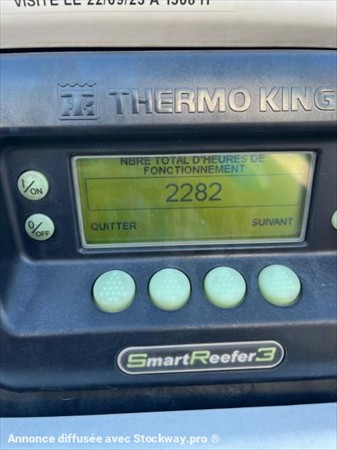 VISITE LE 22/09/23 A 1308 H
THERMO KING
I/ON
NBRE TOTAL D'HEURES DE
FONCTIONNEMENT
2282
0/OFF
QUITTER SUIVANT
SmartReefer3
Annonce diffusée avec Stockway.pro ®